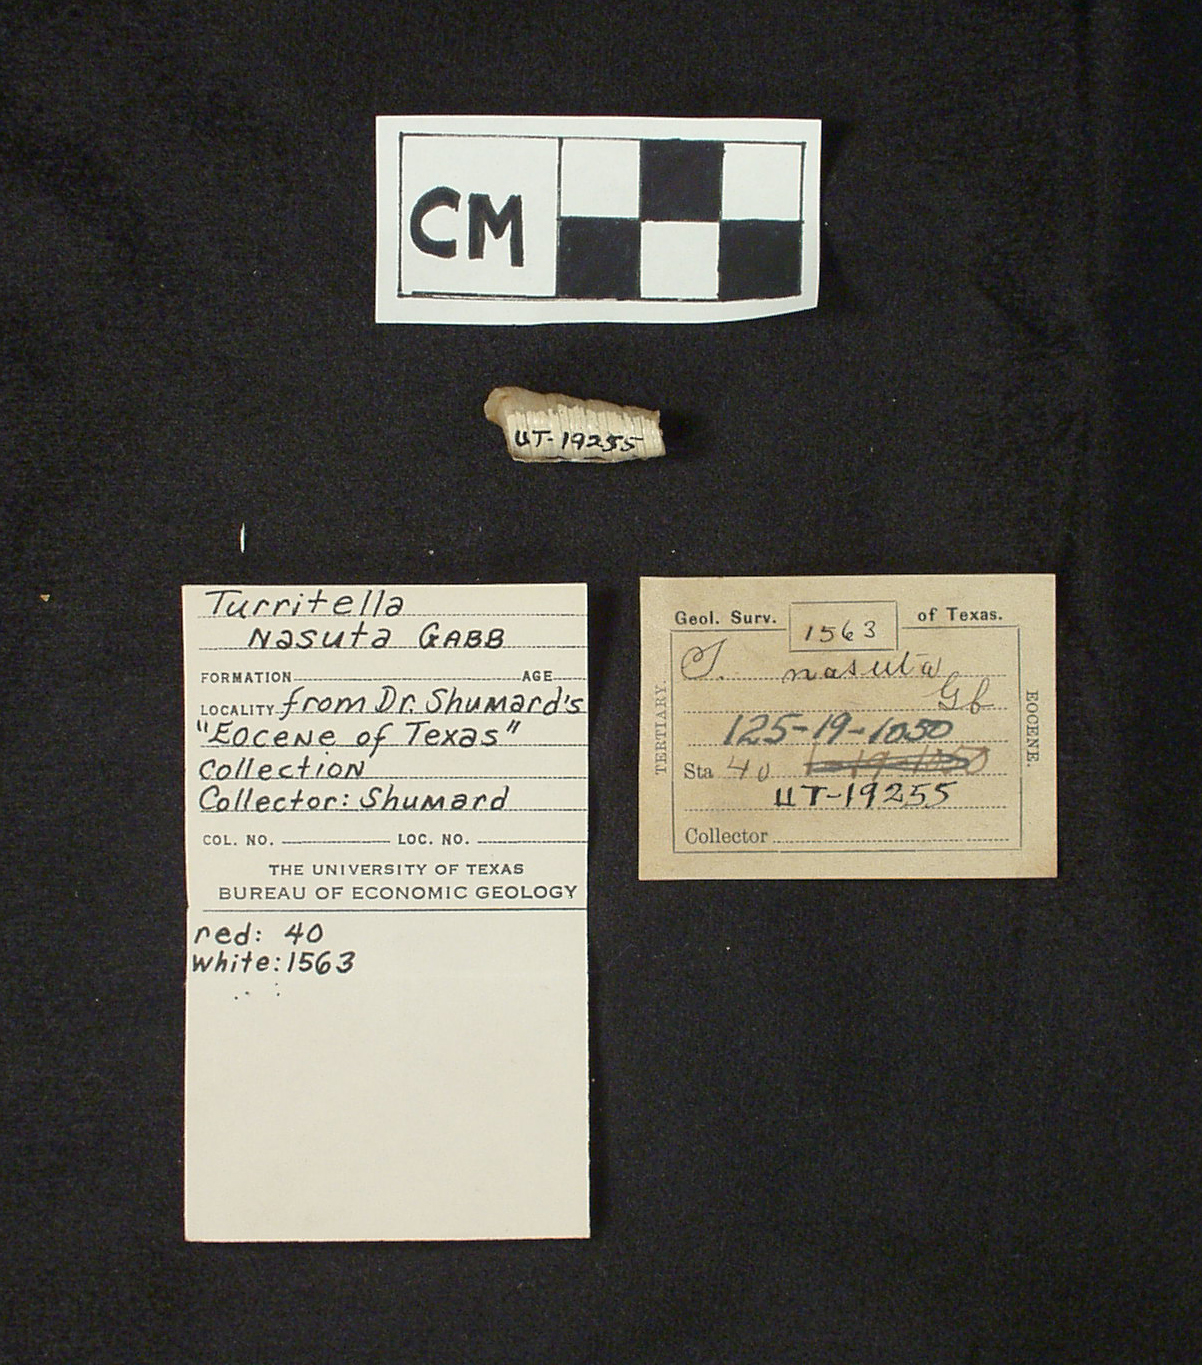 CM
UT-19255
Turritella
Nasuta GABB
FORMATION AGE
LOCALITY from Dr. Shumard's
"Eocene of Texas"
Collection
Collector: Shumard
COL. NO. LOC. NO.
THE UNIVERSITY OF TEXAS
BUREAU OF ECONOMIC GEOLOGY
red: 40
white: 1563
Geol. Surv. 1563 of Texas.
TERTIARY.
T. nasuta
Gb
125-19-1050
Sta 40
UT-19255
Collector
EOCENE.